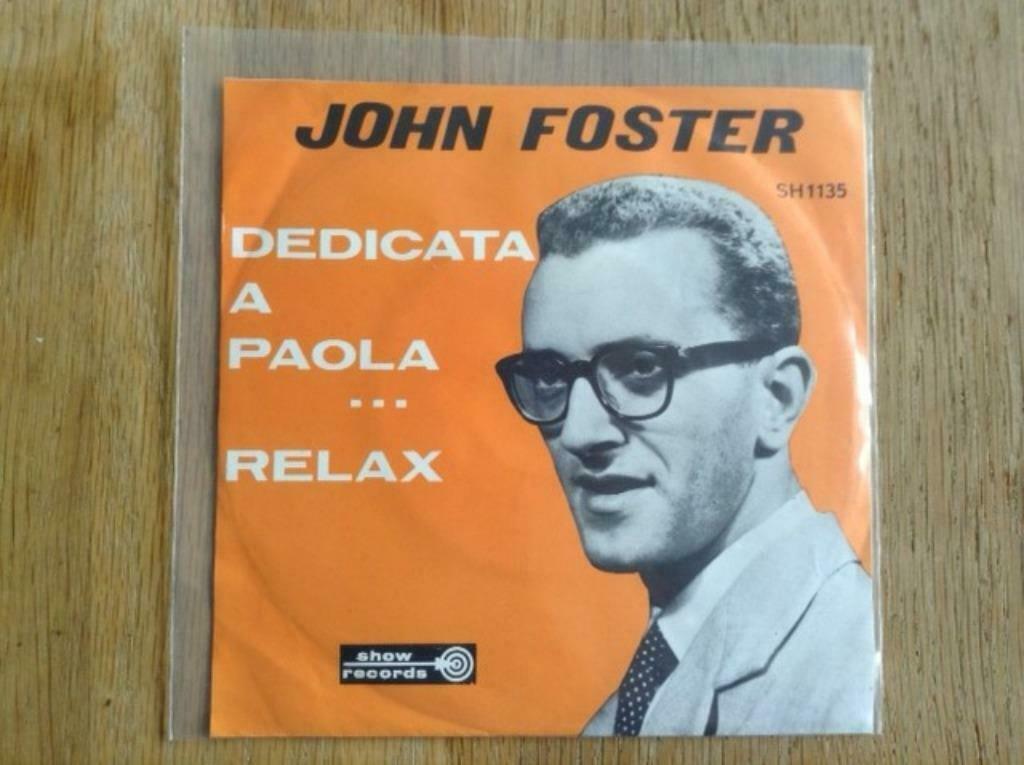 JOHN FOSTER
SH1135
DEDICATA
A
PAOLA
...
RELAX
show
records